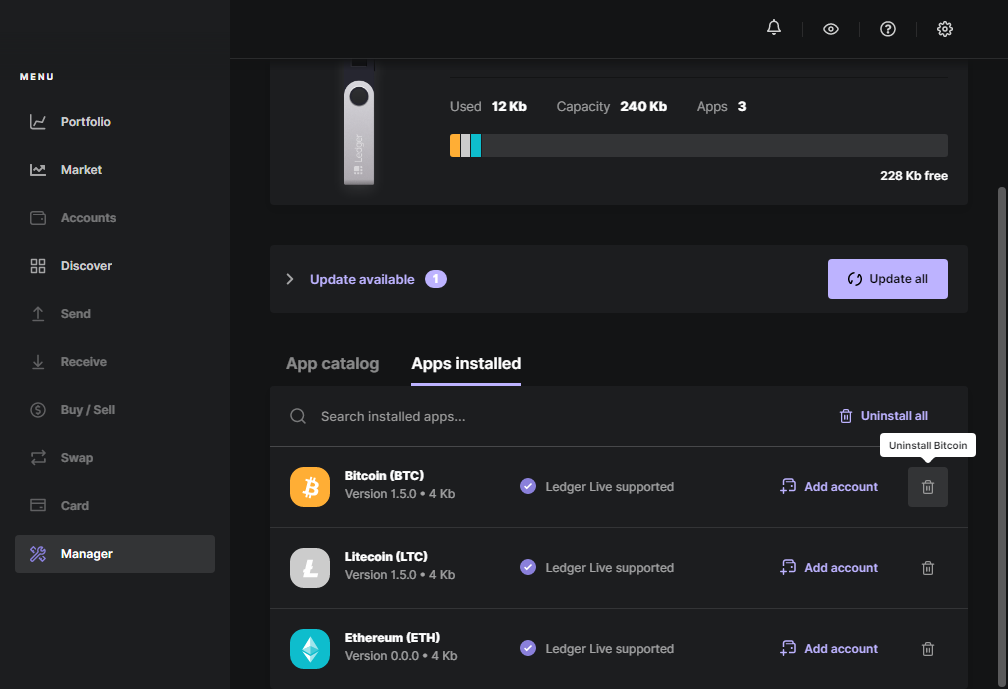 MENU
Portfolio
Market
Accounts
Discover
Send
Receive
Buy / Sell
Swap
Card
Manager
Ledger
Used 12 Kb Capacity 240 Kb Apps 3
228 Kb free
Update available 1
Update all
App catalog Apps installed
Search installed apps...
Uninstall all
Uninstall Bitcoin
Bitcoin (BTC)
Version 1.5.0 • 4 Kb
Ledger Live supported
Add account
Litecoin (LTC)
Version 1.5.0 • 4 Kb
Ledger Live supported
Add account
Ethereum (ETH)
Version 0.0.0 • 4 Kb
Ledger Live supported
Add account